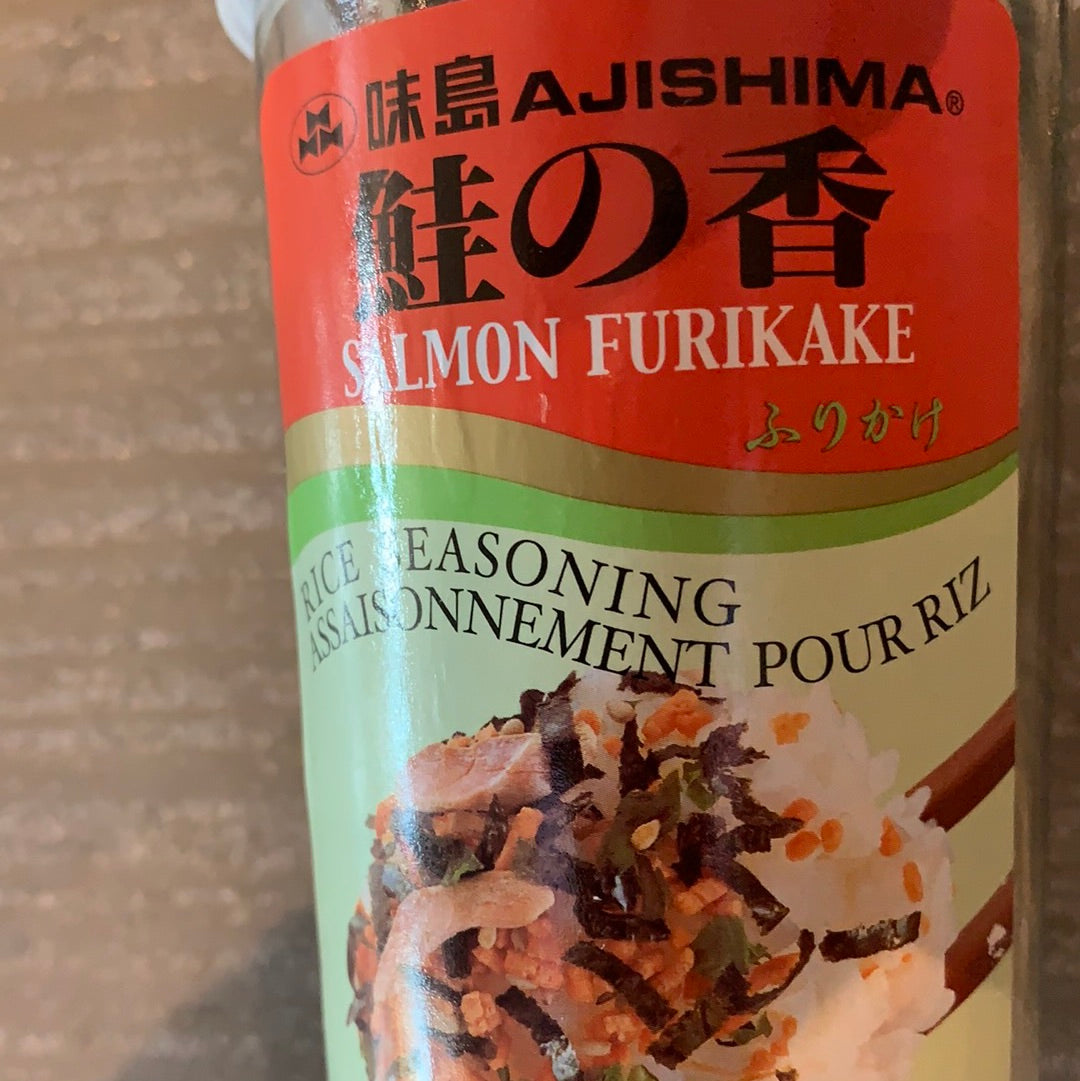 味島 AJISHIMA®
鮭の香
SALMON FURIKAKE
ふりかけ
RICE SEASONING
ASSAISONNEMENT POUR RIZ